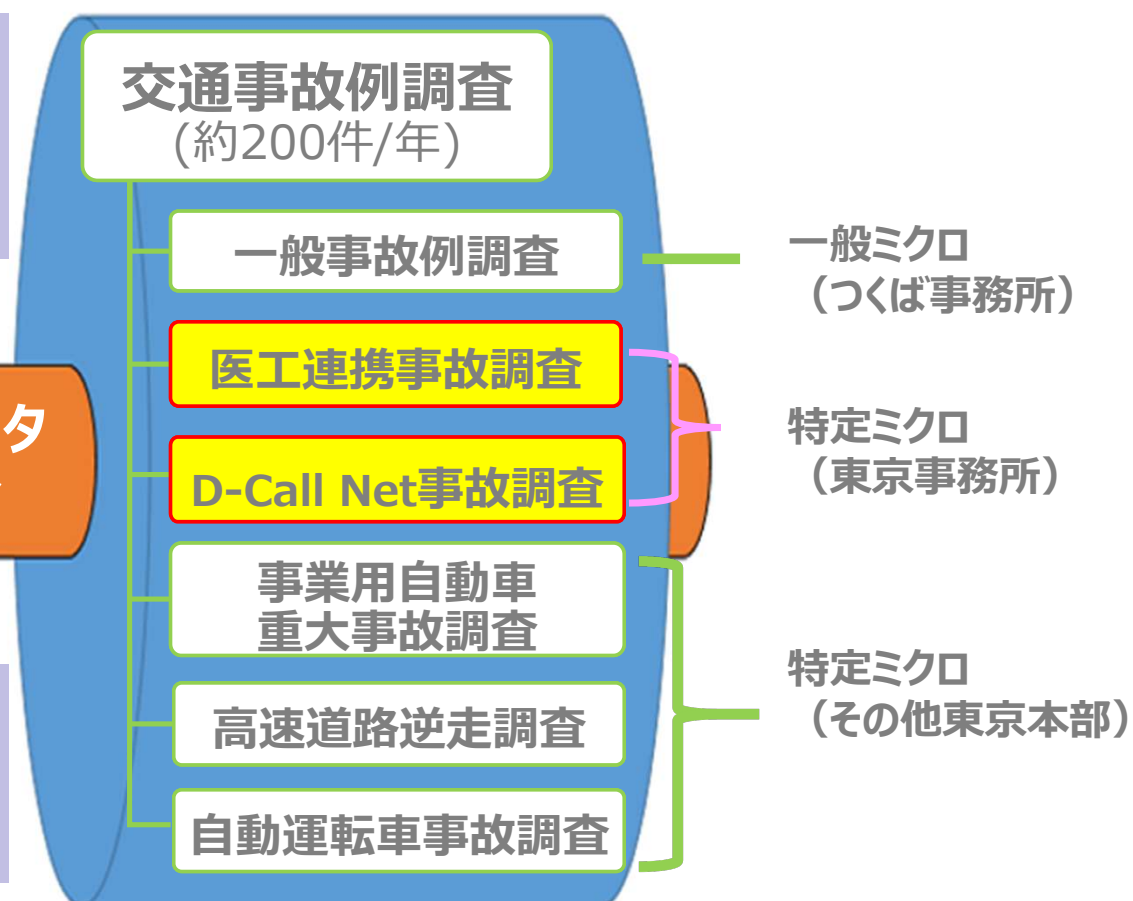 交通事故例調査
(約200件/年)
一般事故例調査
一般ミクロ
（つくば事務所）
医工連携事故調査
D-Call Net事故調査
特定ミクロ
（東京事務所）
事業用自動車
重大事故調査
高速道路逆走調査
自動運転車事故調査
特定ミクロ
（その他東京本部）
タ